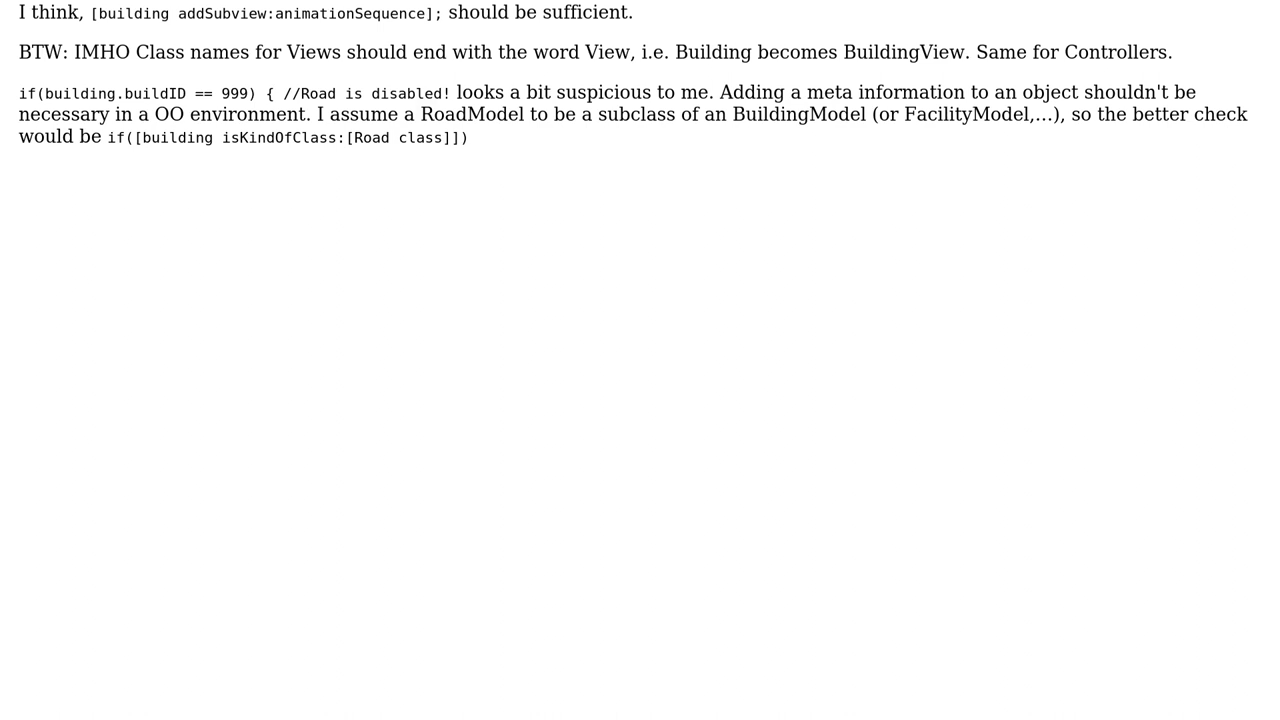 I think, [building addSubview:animationSequence]; should be sufficient.
BTW: IMHO Class names for Views should end with the word View, i.e. Building becomes BuildingView. Same for Controllers.
if(building.buildID == 999) { //Road is disabled! looks a bit suspicious to me. Adding a meta information to an object shouldn't be
necessary in a OO environment. I assume a RoadModel to be a subclass of an BuildingModel (or FacilityModel,...), so the better check
would be if([building isKindOfClass:[Road class]])